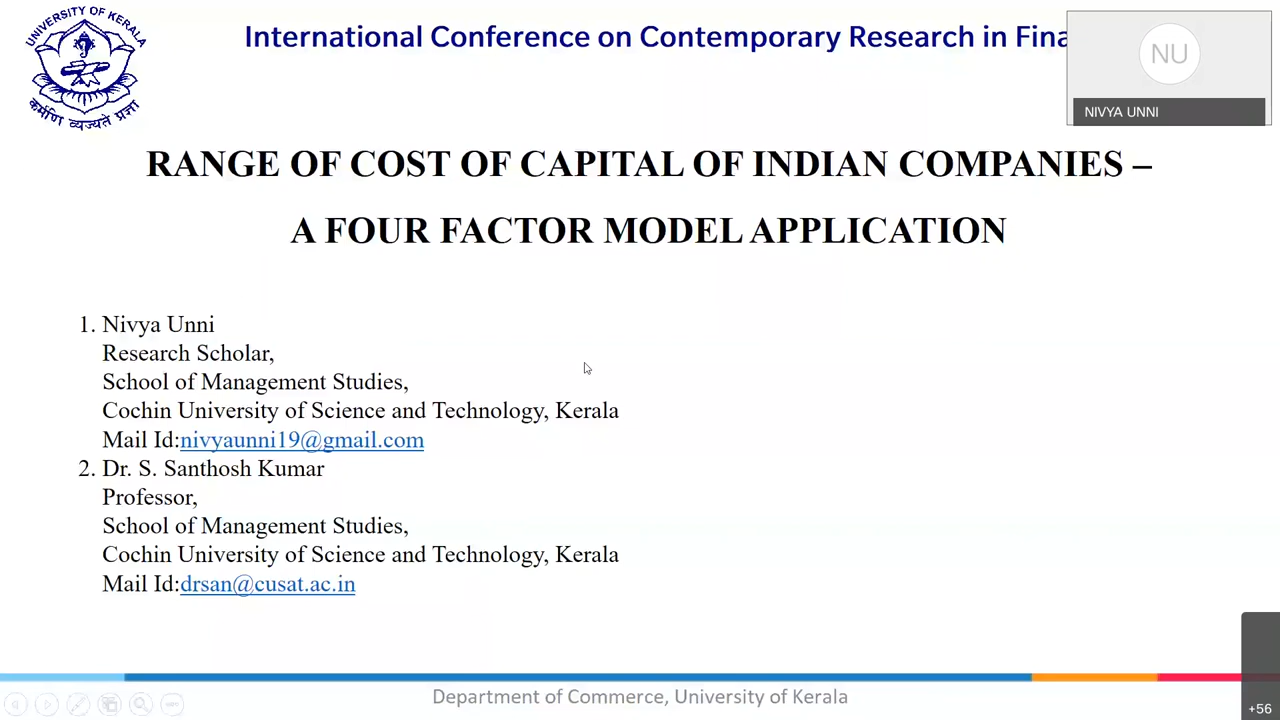 UNIVERSITY OF KERALA
कर्मणि व्यज्यते प्रज्ञा
International Conference on Contemporary Research in Fina
NU
NIVYA UNNI
RANGE OF COST OF CAPITAL OF INDIAN COMPANIES –
A FOUR FACTOR MODEL APPLICATION
1. Nivya Unni
Research Scholar,
School of Management Studies,
Cochin University of Science and Technology, Kerala
Mail Id:nivyaunni19@gmail.com
2. Dr. S. Santhosh Kumar
Professor,
School of Management Studies,
Cochin University of Science and Technology, Kerala
Mail Id:drsan@cusat.ac.in
Department of Commerce, University of Kerala
+56